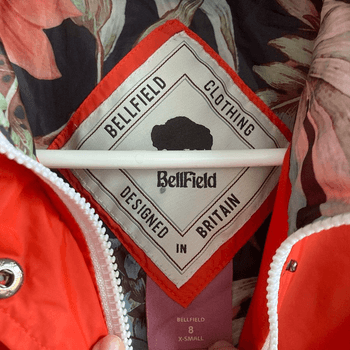 BELLFIELD CLOTHING
BELLFIELD
DESIGNED IN BRITAIN
BELLFIELD
8
X-SMALL